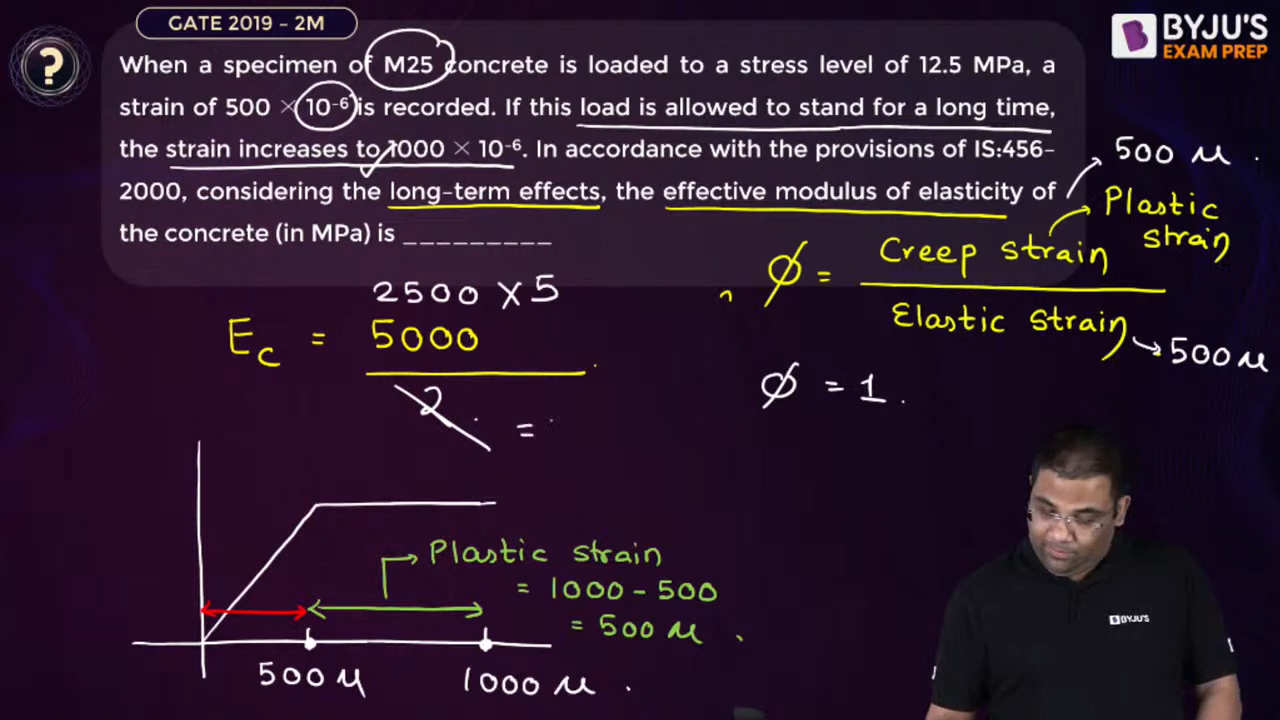 GATE 2019 – 2M
BYJU'S
EXAM PREP
?
When a specimen of M25 concrete is loaded to a stress level of 12.5 MPa, a
strain of 500 × 10⁻⁶ is recorded. If this load is allowed to stand for a long time,
the strain increases to 1000 × 10⁻⁶. In accordance with the provisions of IS:456–
2000, considering the long-term effects, the effective modulus of elasticity of
the concrete (in MPa) is _________
500 μ .
Plastic
strain
ϕ = Creep strain
Elastic strain
500 μ
ϕ = 1 .
2500 × 5
E_c = 5000
2
=
Plastic strain
= 1000 – 500
= 500 μ .
500 μ
1000 μ .
BYJU'S